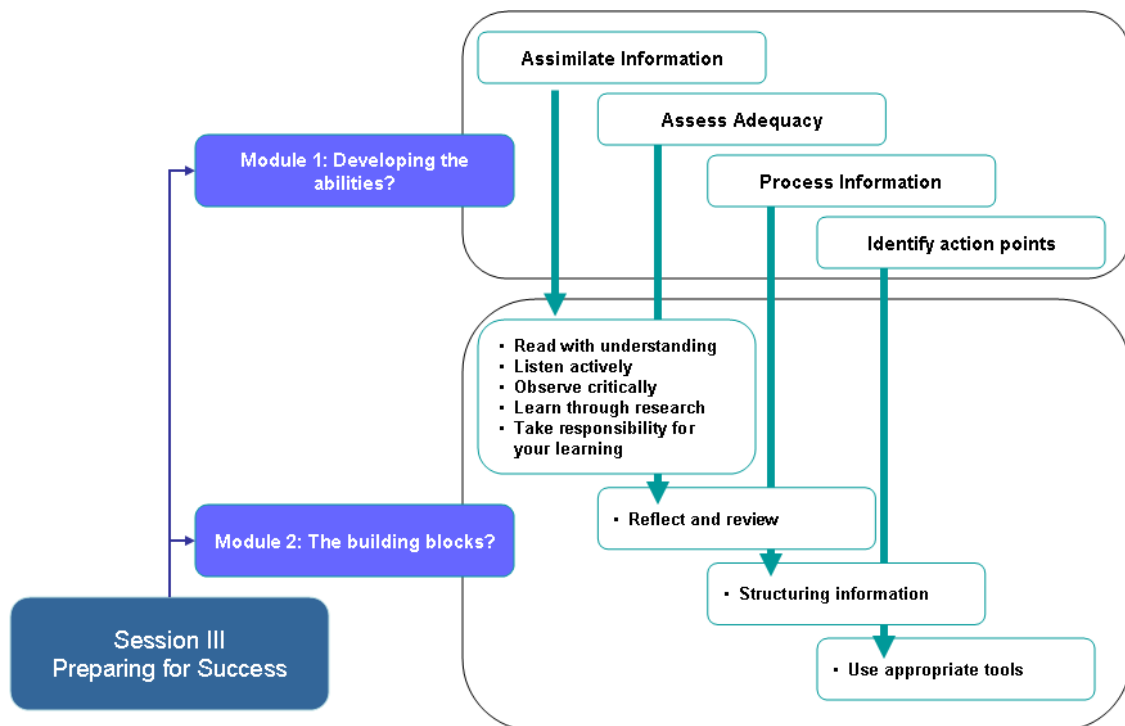 Assimilate Information
Assess Adequacy
Module 1: Developing the
abilities?
Process Information
Identify action points
▪ Read with understanding
▪ Listen actively
▪ Observe critically
▪ Learn through research
▪ Take responsibility for
your learning
▪ Reflect and review
Module 2: The building blocks?
▪ Structuring information
Session III
Preparing for Success
▪ Use appropriate tools